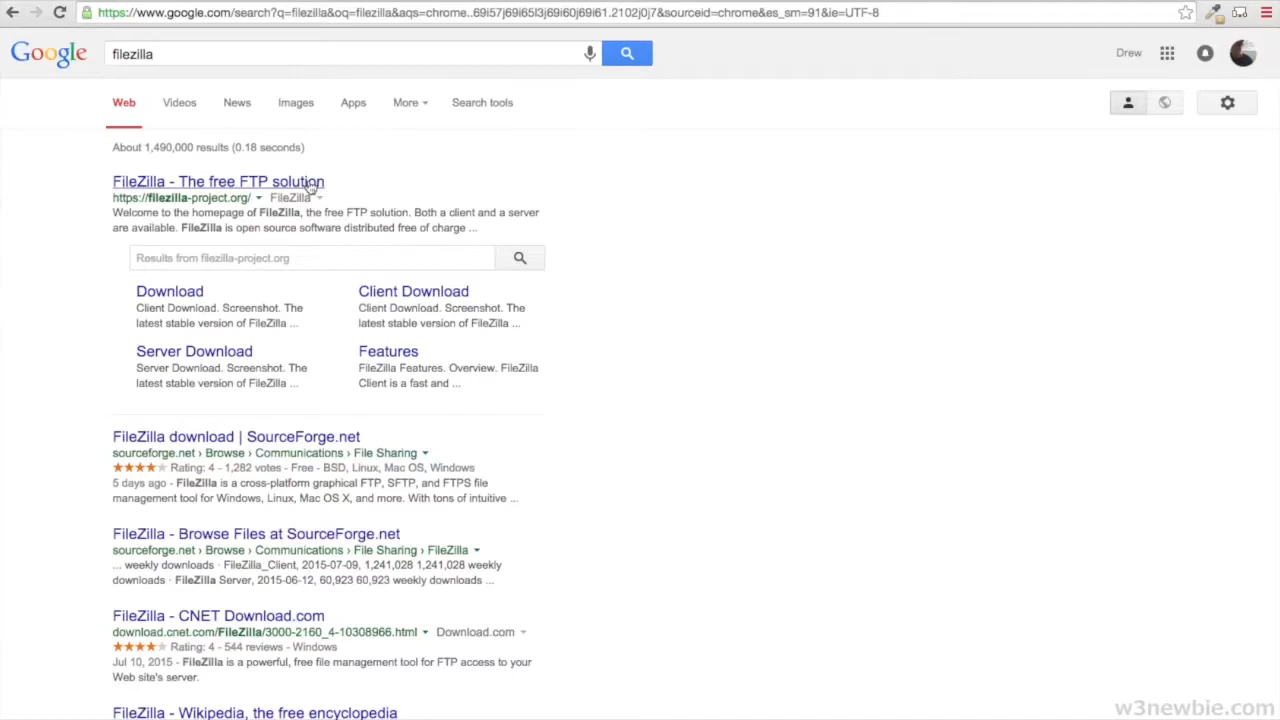 https://www.google.com/search?q=filezilla&oq=filezilla&aqs=chrome..69i57j69i65l3j69i60j69i61.2102j0j7&sourceid=chrome&es_sm=91&ie=UTF-8
Google filezilla Drew
Web Videos News Images Apps More Search tools
About 1,490,000 results (0.18 seconds)
FileZilla - The free FTP solution
https://filezilla-project.org/ FileZilla
Welcome to the homepage of FileZilla, the free FTP solution. Both a client and a server
are available. FileZilla is open source software distributed free of charge ...
Results from filezilla-project.org
Download
Client Download. Screenshot. The
latest stable version of FileZilla ...
Client Download
Client Download. Screenshot. The
latest stable version of FileZilla ...
Server Download
Server Download. Screenshot. The
latest stable version of FileZilla ...
Features
FileZilla Features. Overview. FileZilla
Client is a fast and ...
FileZilla download | SourceForge.net
sourceforge.net › Browse › Communications › File Sharing
Rating: 4 - 1,282 votes - Free - BSD, Linux, Mac OS, Windows
5 days ago - FileZilla is a cross-platform graphical FTP, SFTP, and FTPS file
management tool for Windows, Linux, Mac OS X, and more. With tons of intuitive ...
FileZilla - Browse Files at SourceForge.net
sourceforge.net › Browse › Communications › File Sharing › FileZilla
... weekly downloads · FileZilla_Client, 2015-07-09, 1,241,028 1,241,028 weekly
downloads · FileZilla Server, 2015-06-12, 60,923 60,923 weekly downloads ...
FileZilla - CNET Download.com
download.cnet.com/FileZilla/3000-2160_4-10308966.html Download.com
Rating: 4 - 544 reviews - Windows
Jul 10, 2015 - FileZilla is a powerful, free file management tool for FTP access to your
Web site's server.
FileZilla - Wikipedia, the free encyclopedia
w3newbie.com